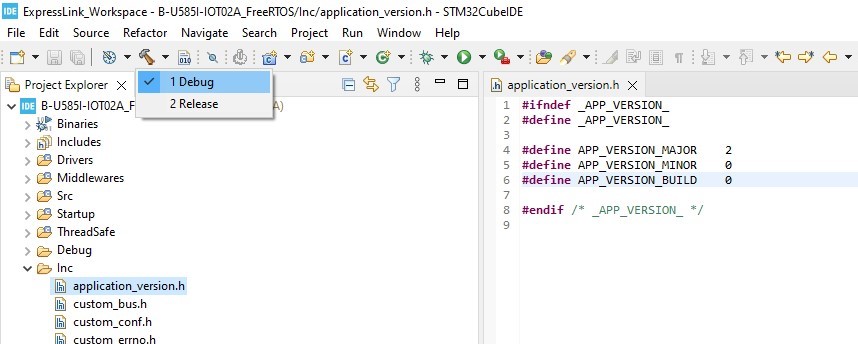 IDE ExpressLink_Workspace - B-U585I-IOT02A_FreeRTOS/Inc/application_version.h - STM32CubeIDE
File Edit Source Refactor Navigate Search Project Run Window Help
010
Project Explorer
1 Debug
2 Release
IDE B-U585I-IOT02A_F
A)
Binaries
Includes
Drivers
Middlewares
Src
Startup
ThreadSafe
Debug
Inc
application_version.h
custom_bus.h
custom_conf.h
custom_errno.h
application_version.h
1 #ifndef _APP_VERSION_
2 #define _APP_VERSION_
3
4 #define APP_VERSION_MAJOR 2
5 #define APP_VERSION_MINOR 0
6 #define APP_VERSION_BUILD 0
7
8 #endif /* _APP_VERSION_ */
9